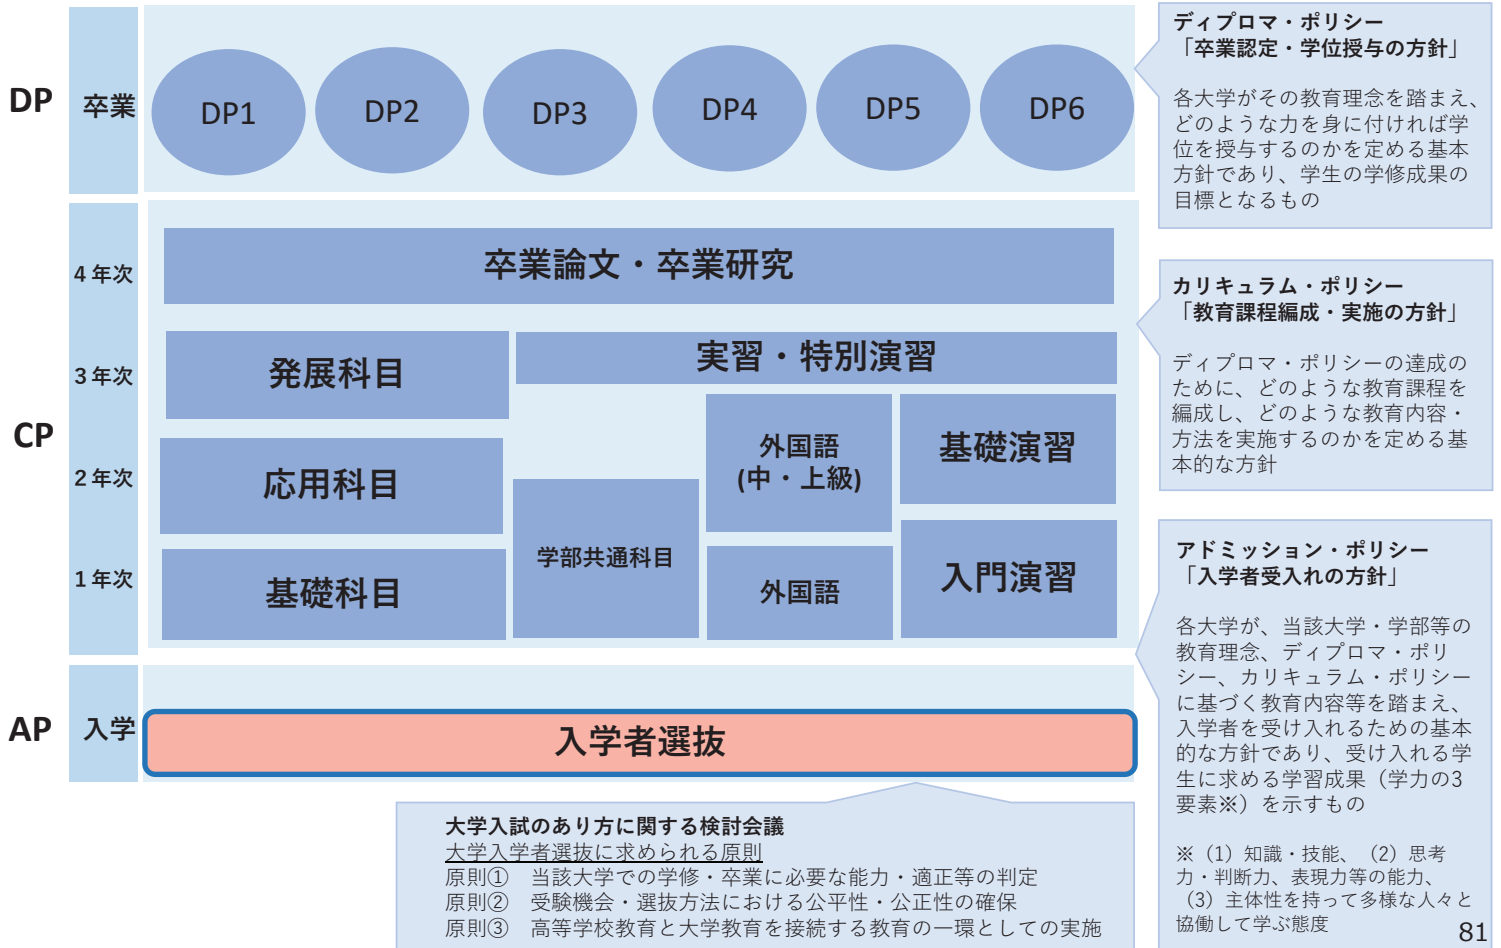 DP
卒業
DP1
DP2
DP3
DP4
DP5
DP6
ディプロマ・ポリシー
「卒業認定・学位授与の方針」
各大学がその教育理念を踏まえ、
どのような力を身に付ければ学
位を授与するのかを定める基本
方針であり、学生の学修成果の
目標となるもの
CP
4年次
3年次
2年次
1年次
卒業論文・卒業研究
発展科目
実習・特別演習
応用科目
学部共通科目
外国語
(中・上級)
基礎演習
基礎科目
外国語
入門演習
カリキュラム・ポリシー
「教育課程編成・実施の方針」
ディプロマ・ポリシーの達成の
ために、どのような教育課程を
編成し、どのような教育内容・
方法を実施するのかを定める基
本的な方針
AP
入学
入学者選抜
アドミッション・ポリシー
「入学者受入れの方針」
各大学が、当該大学・学部等の
教育理念、ディプロマ・ポリ
シー、カリキュラム・ポリシー
に基づく教育内容等を踏まえ、
入学者を受け入れるための基本
的な方針であり、受け入れる学
生に求める学習成果（学力の3
要素※）を示すもの
※（1）知識・技能、（2）思考
力・判断力、表現力等の能力、
（3）主体性を持って多様な人々と
協働して学ぶ態度
大学入試のあり方に関する検討会議
大学入学者選抜に求められる原則
原則①　当該大学での学修・卒業に必要な能力・適正等の判定
原則②　受験機会・選抜方法における公平性・公正性の確保
原則③　高等学校教育と大学教育を接続する教育の一環としての実施
81